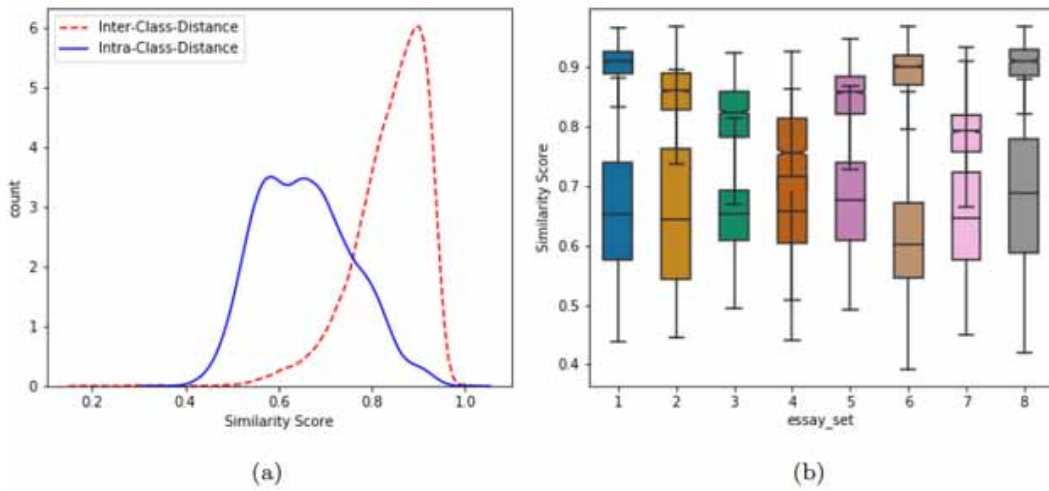 Inter-Class-Distance
Intra-Class-Distance
6
5
4
3
2
1
0
count
0.2 0.4 0.6 0.8 1.0
Similarity Score
(a)
0.9
0.8
0.7
0.6
0.5
0.4
Similarity Score
1 2 3 4 5 6 7 8
essay_set
(b)